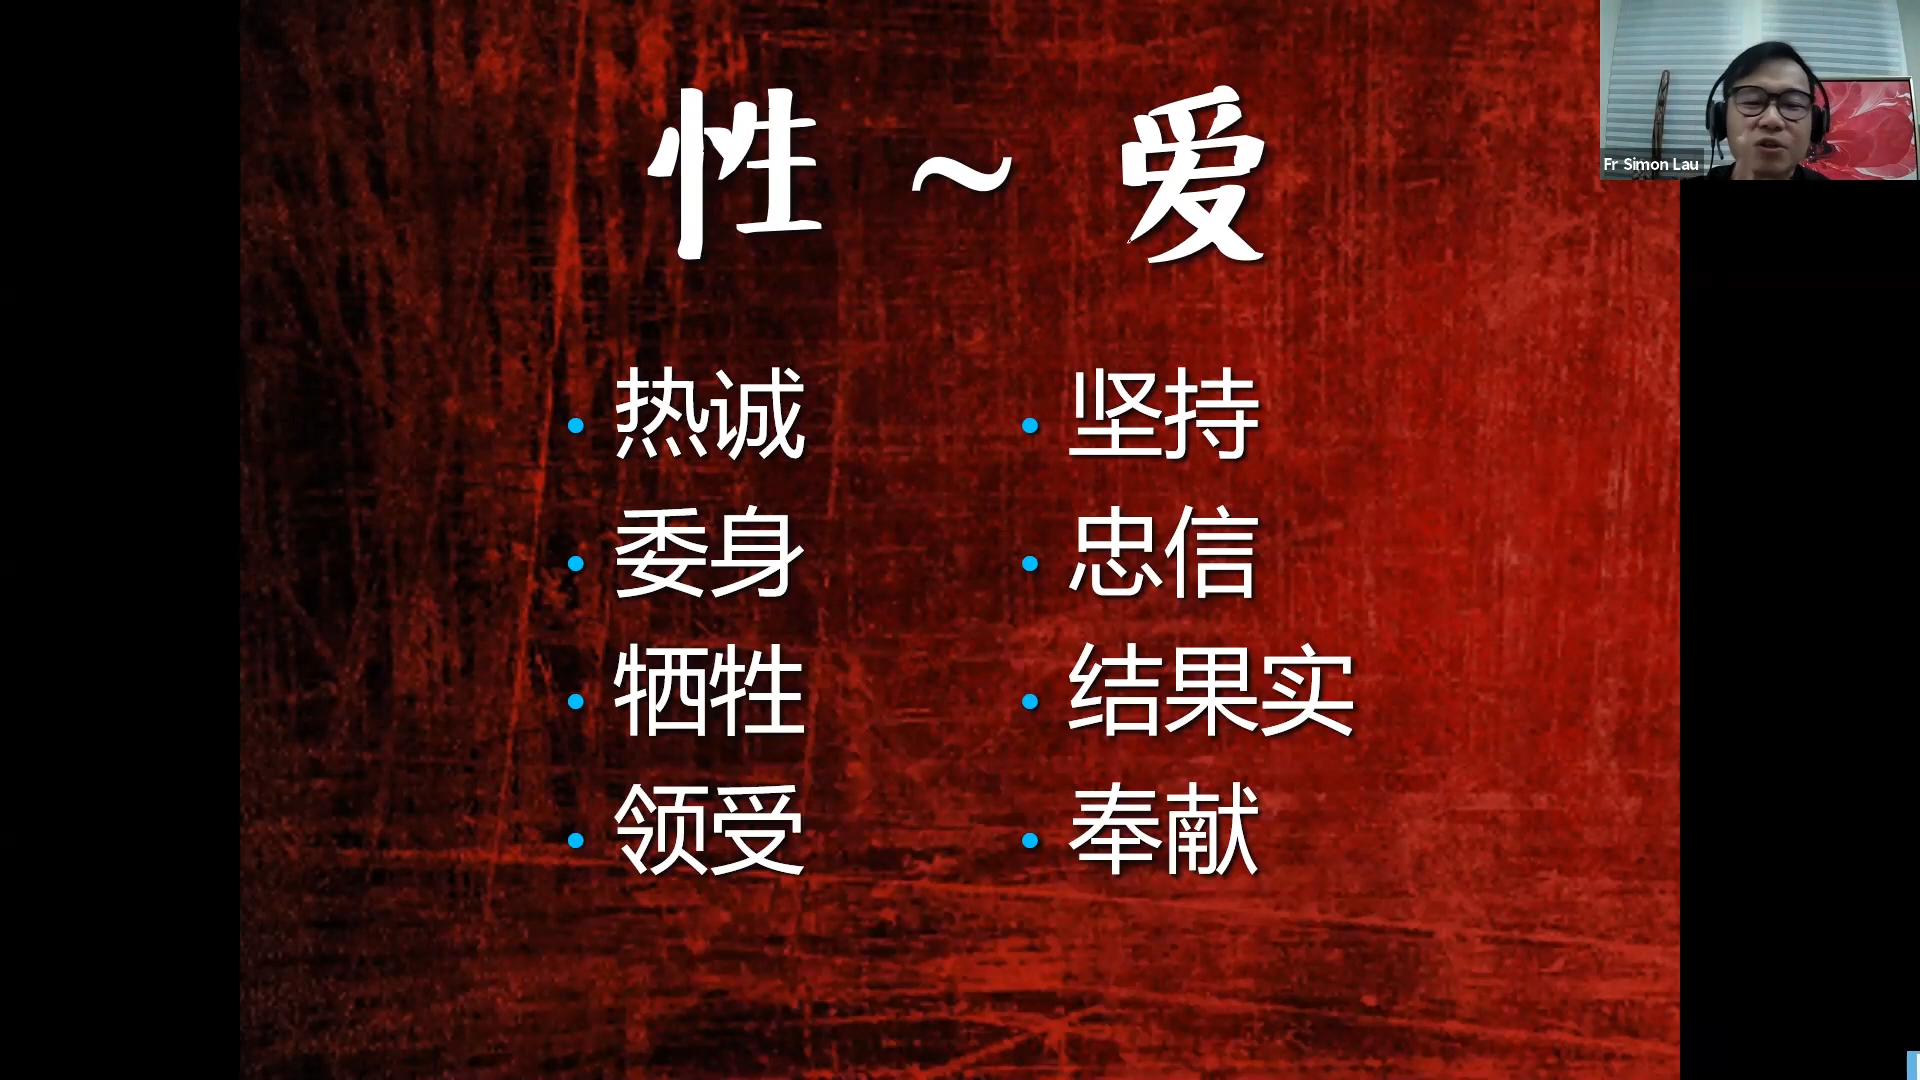 性 ~ 爱
热诚
委身
牺牲
领受
坚持
忠信
结果实
奉献
Fr Simon Lau